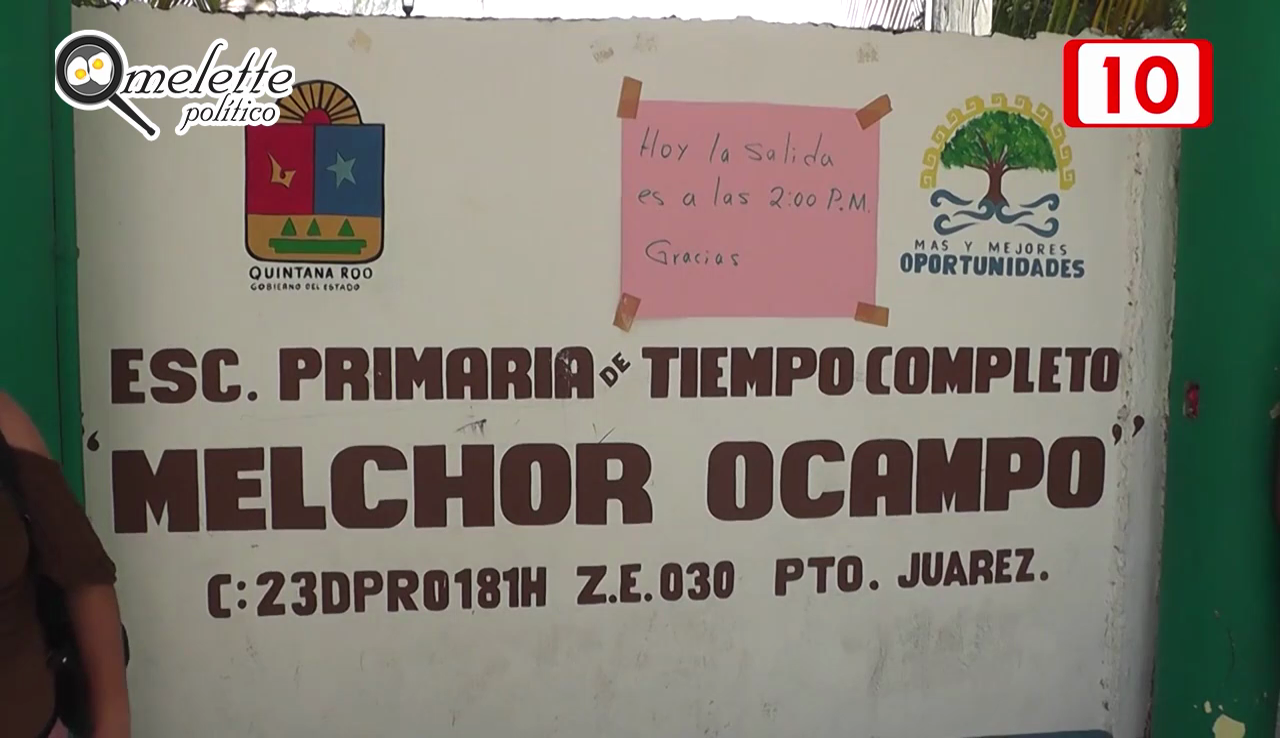 Omelette
político
10
QUINTANA ROO
GOBIERNO DEL ESTADO
Hoy la salida
es a las 2:00 P.M.
Gracias
MAS Y MEJORES
OPORTUNIDADES
ESC. PRIMARIA DE TIEMPO COMPLETO
"MELCHOR OCAMPO"
C:23DPR0181H Z.E.030 PTO. JUAREZ.